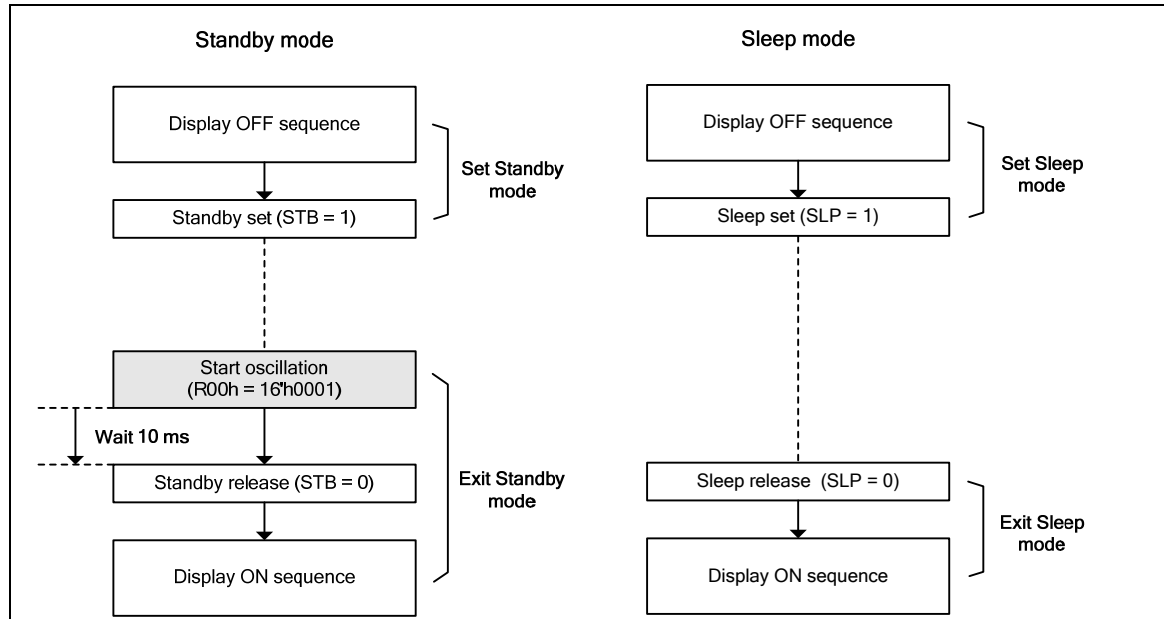 Standby mode
Display OFF sequence
Set Standby
mode
Standby set (STB = 1)
Start oscillation
(R00h = 16'h0001)
Wait 10 ms
Standby release (STB = 0)
Exit Standby
mode
Display ON sequence
Sleep mode
Display OFF sequence
Set Sleep
mode
Sleep set (SLP = 1)
Sleep release (SLP = 0)
Exit Sleep
mode
Display ON sequence